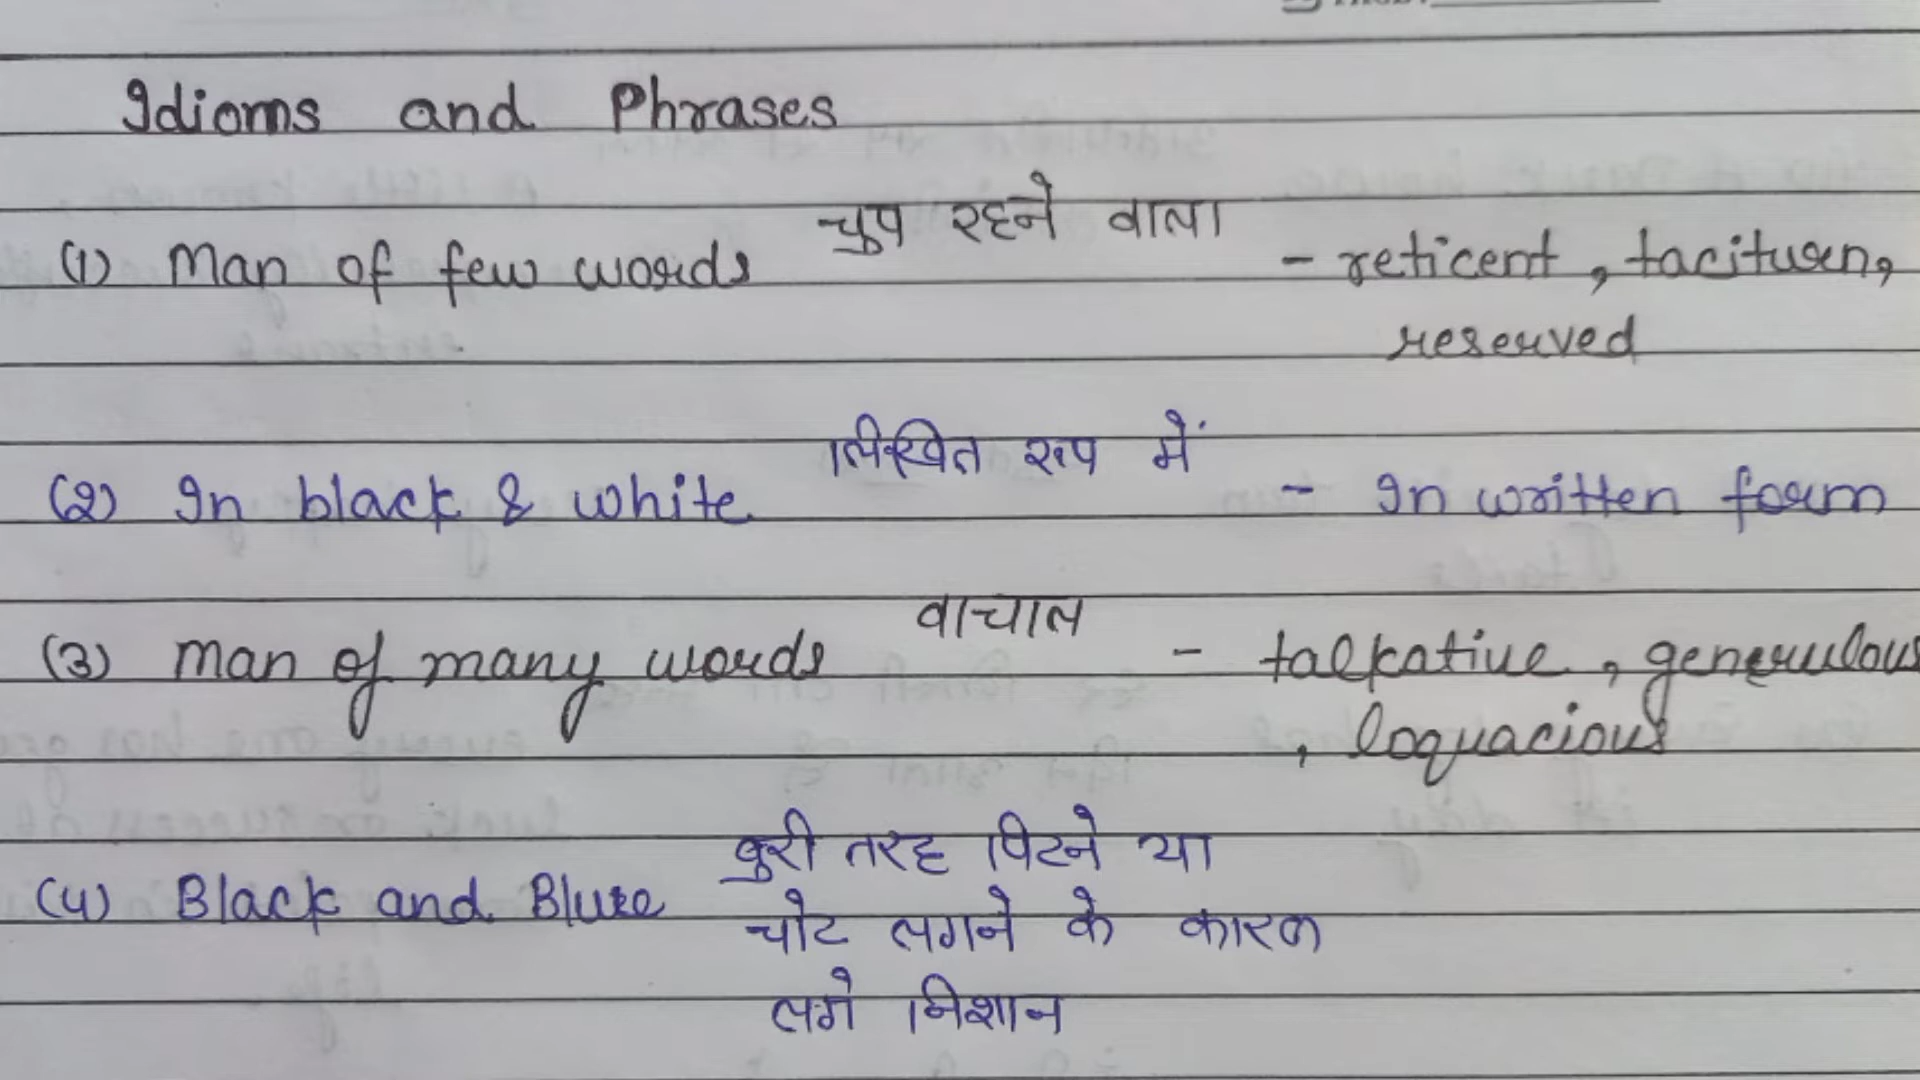 Idioms and Phrases
(1) Man of few words चुप रहने वाला - reticent, taciturn,
reserved
(2) In black & white लिखित रूप में - In written form
(3) Man of many words वाचाल - talkative, generulous
, loquacious
(4) Black and Blue बुरी तरह पिटने या
चोट लगने के कारण
लगे निशान